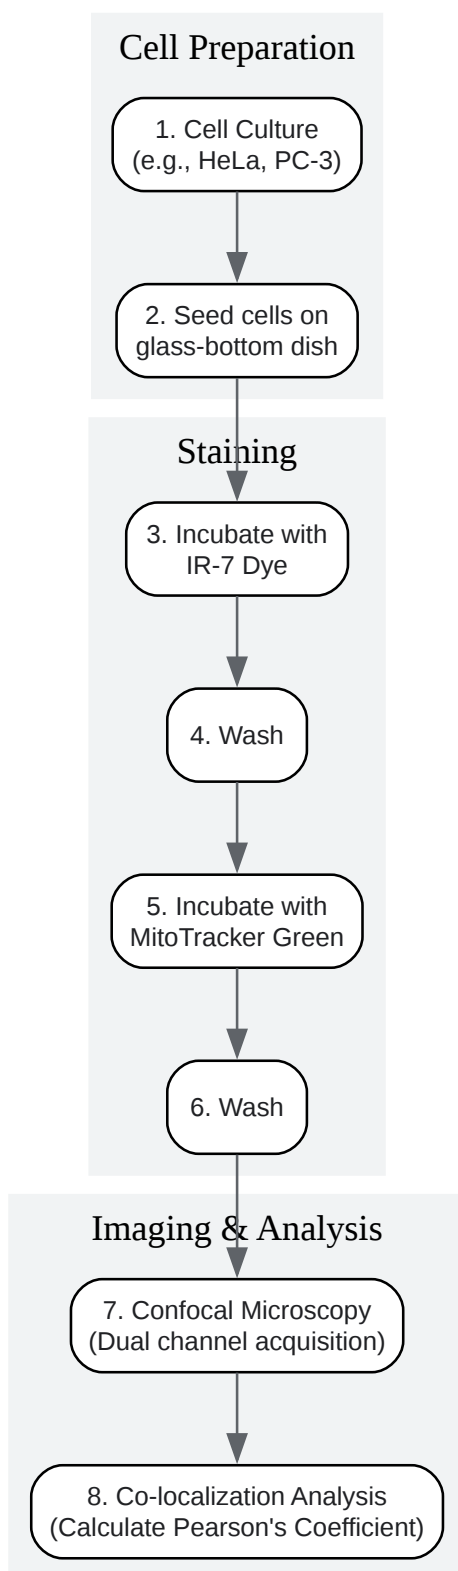 Cell Preparation
1. Cell Culture
(e.g., HeLa, PC-3)
2. Seed cells on
glass-bottom dish
Staining
3. Incubate with
IR-7 Dye
4. Wash
5. Incubate with
MitoTracker Green
6. Wash
Imaging & Analysis
7. Confocal Microscopy
(Dual channel acquisition)
8. Co-localization Analysis
(Calculate Pearson's Coefficient)